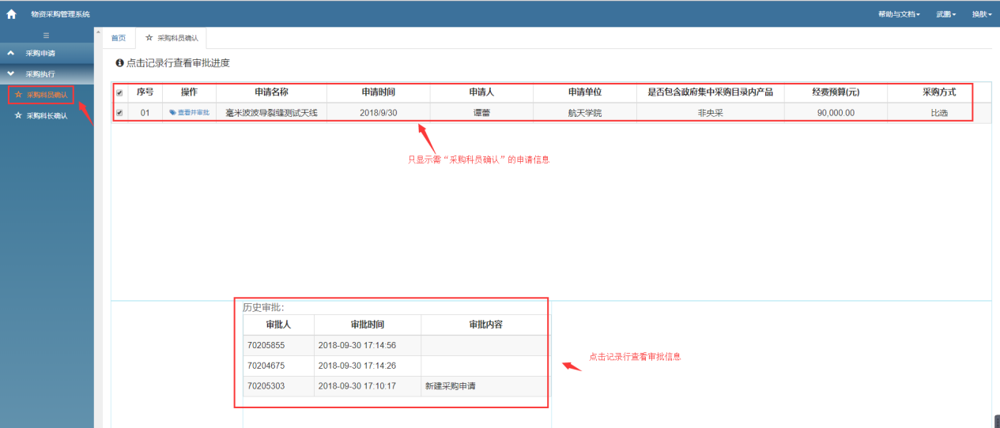 物资采购管理系统
帮助与文档 武鹏 换肤
首页 采购科员确认
采购申请
采购执行
采购科员确认
采购科长确认
点击记录行查看审批进度
序号 操作 申请名称 申请时间 申请人 申请单位 是否包含政府集中采购目录内产品 经费预算(元) 采购方式
01 查看并审批 毫米波波导裂缝测试天线 2018/9/30 谭蕾 航天学院 非央采 90,000.00 比选
只显示需“采购科员确认”的申请信息
历史审批:
审批人 审批时间 审批内容
70205855 2018-09-30 17:14:56
70204675 2018-09-30 17:14:26
70205303 2018-09-30 17:10:17 新建采购申请
点击记录行查看审批信息